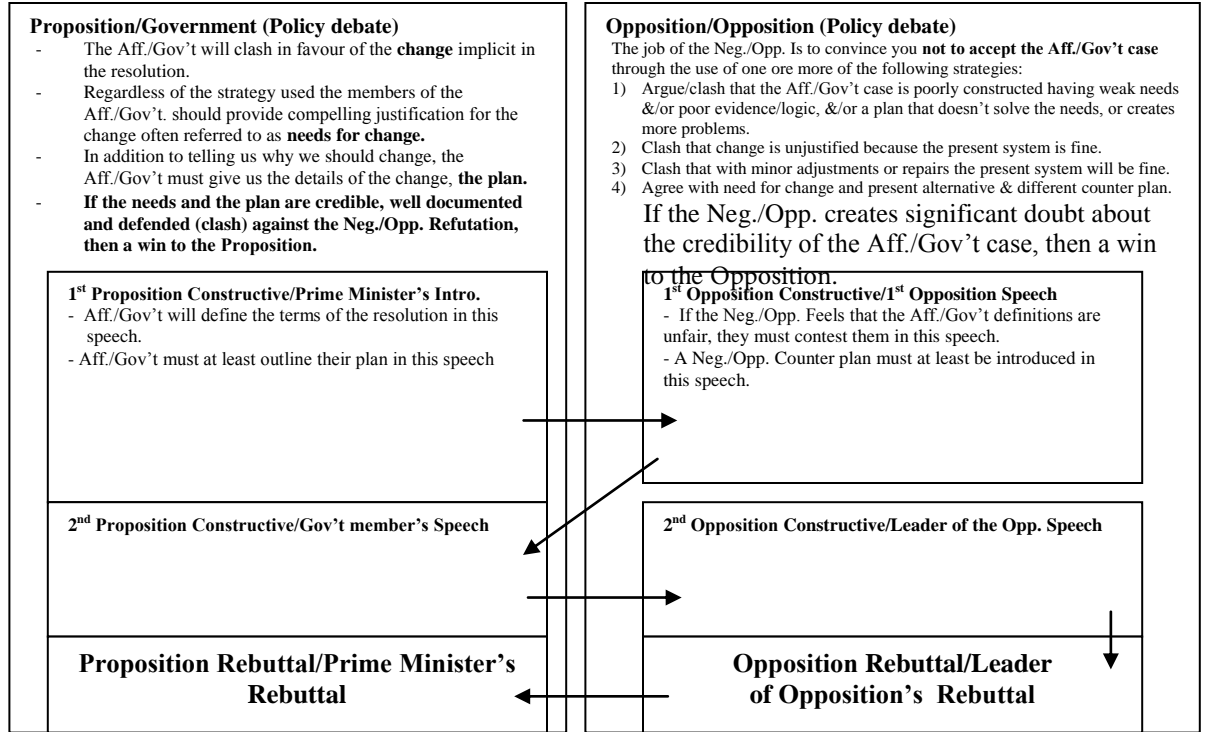 Proposition/Government (Policy debate)
- The Aff./Gov't will clash in favour of the change implicit in
the resolution.
- Regardless of the strategy used the members of the
Aff./Gov't. should provide compelling justification for the
change often referred to as needs for change.
- In addition to telling us why we should change, the
Aff./Gov't must give us the details of the change, the plan.
- If the needs and the plan are credible, well documented
and defended (clash) against the Neg./Opp. Refutation,
then a win to the Proposition.
1st Proposition Constructive/Prime Minister's Intro.
- Aff./Gov't will define the terms of the resolution in this
speech.
- Aff./Gov't must at least outline their plan in this speech
2nd Proposition Constructive/Gov't member's Speech
Proposition Rebuttal/Prime Minister's
Rebuttal
Opposition/Opposition (Policy debate)
The job of the Neg./Opp. Is to convince you not to accept the Aff./Gov't case
through the use of one ore more of the following strategies:
1) Argue/clash that the Aff./Gov't case is poorly constructed having weak needs
&/or poor evidence/logic, &/or a plan that doesn't solve the needs, or creates
more problems.
2) Clash that change is unjustified because the present system is fine.
3) Clash that with minor adjustments or repairs the present system will be fine.
4) Agree with need for change and present alternative & different counter plan.
If the Neg./Opp. creates significant doubt about
the credibility of the Aff./Gov't case, then a win
to the Opposition.
1st Opposition Constructive/1st Opposition Speech
- If the Neg./Opp. Feels that the Aff./Gov't definitions are
unfair, they must contest them in this speech.
- A Neg./Opp. Counter plan must at least be introduced in
this speech.
2nd Opposition Constructive/Leader of the Opp. Speech
Opposition Rebuttal/Leader
of Opposition's Rebuttal